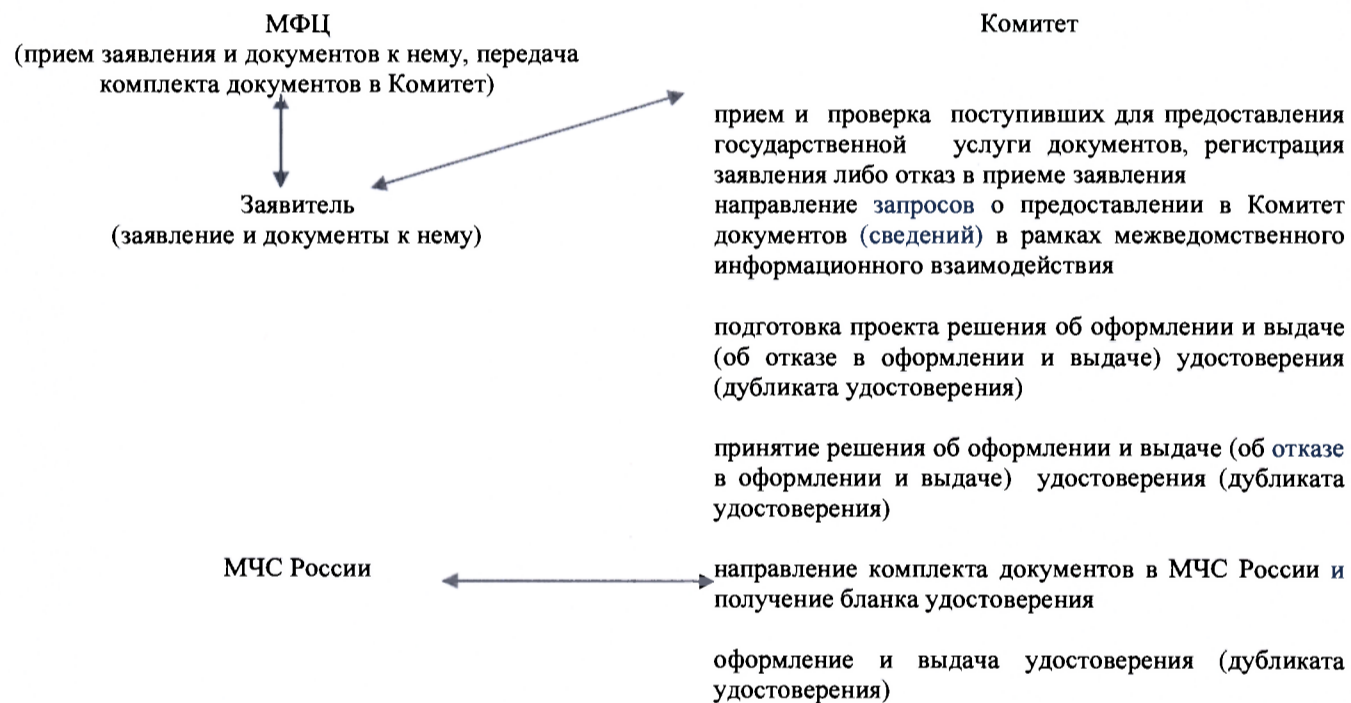 МФЦ
(прием заявления и документов к нему, передача
комплекта документов в Комитет)
Заявитель
(заявление и документы к нему)
МЧС России
Комитет
прием и проверка поступивших для предоставления
государственной услуги документов, регистрация
заявления либо отказ в приеме заявления
направление запросов о предоставлении в Комитет
документов (сведений) в рамках межведомственного
информационного взаимодействия
подготовка проекта решения об оформлении и выдаче
(об отказе в оформлении и выдаче) удостоверения
(дубликата удостоверения)
принятие решения об оформлении и выдаче (об отказе
в оформлении и выдаче) удостоверения (дубликата
удостоверения)
направление комплекта документов в МЧС России и
получение бланка удостоверения
оформление и выдача удостоверения (дубликата
удостоверения)